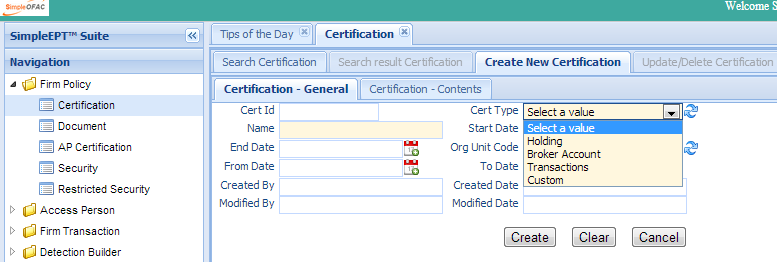 SimpleOFAC
Welcome S
SimpleEPT™ Suite
Tips of the Day
Certification
Navigation
Search Certification
Search result Certification
Create New Certification
Update/Delete Certification
Firm Policy
Certification
Document
AP Certification
Security
Restricted Security
Access Person
Firm Transaction
Detection Builder
Certification - General
Certification - Contents
Cert Id
Cert Type
Select a value
Name
Start Date
Select a value
Holding
Broker Account
Transactions
Custom
End Date
Org Unit Code
From Date
To Date
Created By
Created Date
Modified By
Modified Date
Create
Clear
Cancel